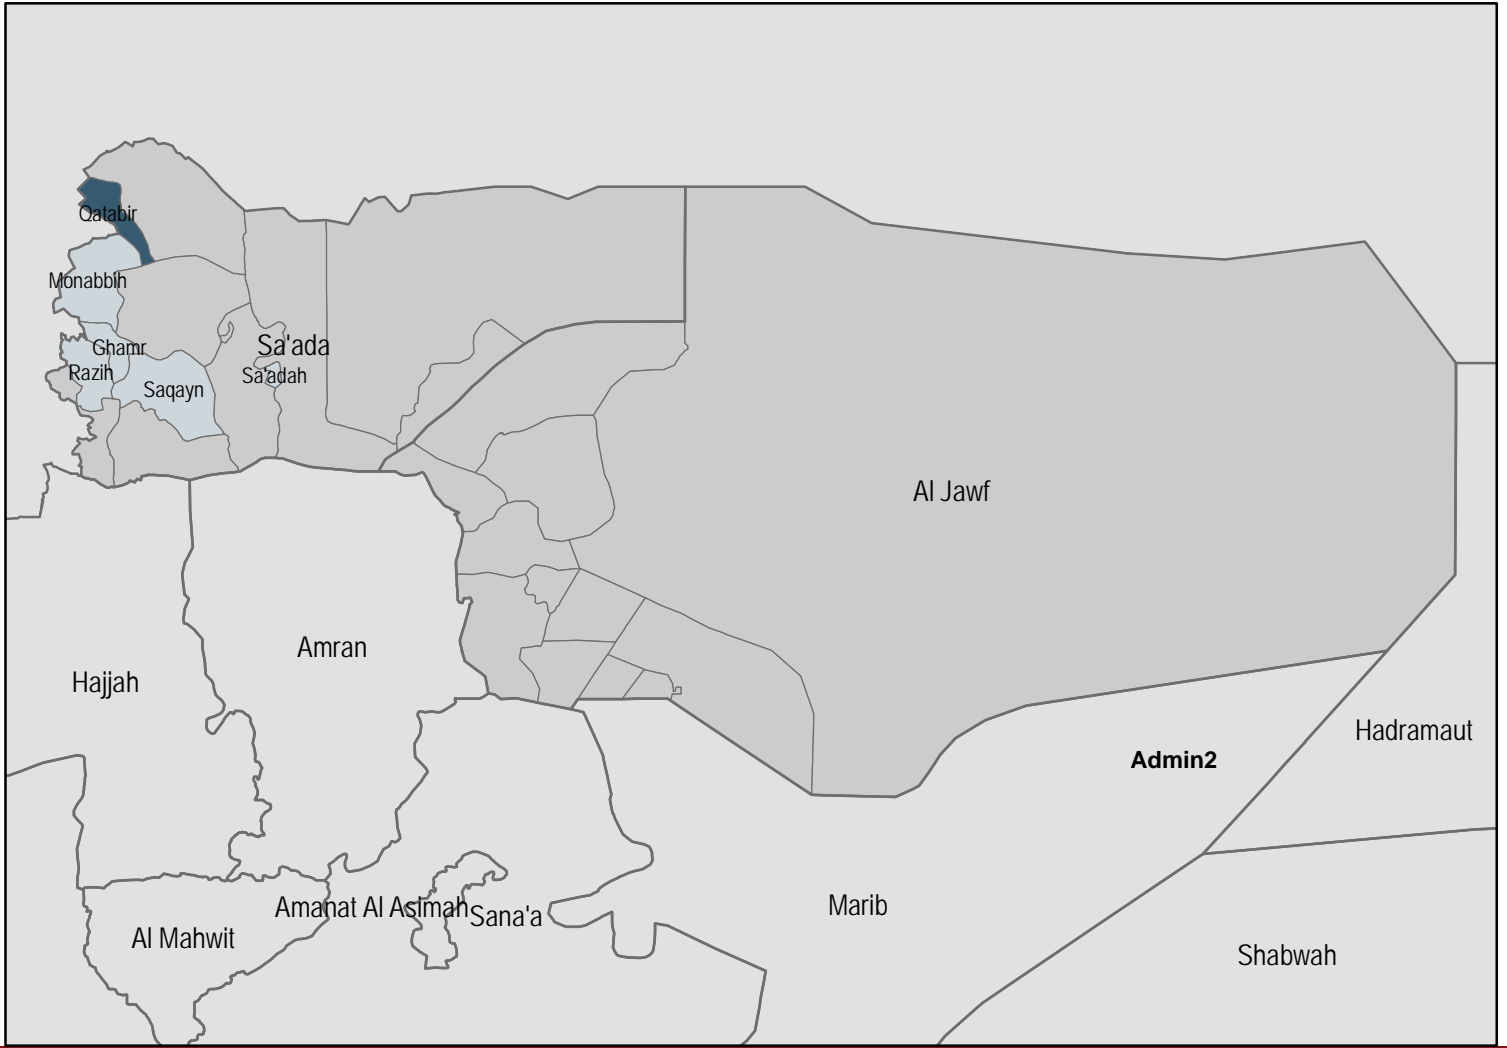 Qatabir
Monabbih
Ghamr
Sa'ada
Razih
Sa'adah
Saqayn
Al Jawf
Amran
Hajjah
Hadramaut
Admin2
Marib
Amanat Al Asimah
Sana'a
Al Mahwit
Shabwah